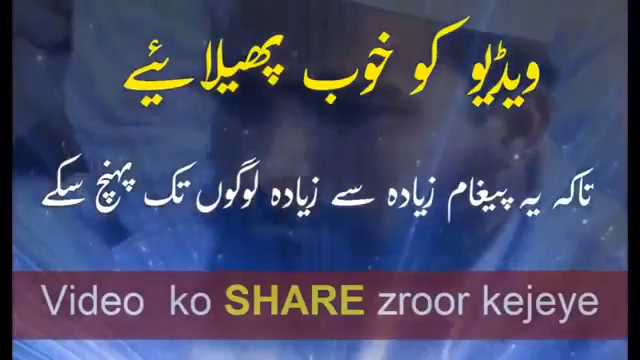 ویڈیو کو خوب پھیلائیے
تاکہ یہ پیغام زیادہ سے زیادہ لوگوں تک پہنچ سکے
Video ko SHARE zroor kejeye